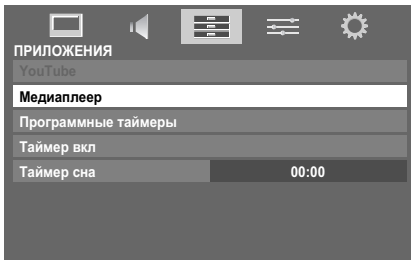 ПРИЛОЖЕНИЯ
YouTube
Медиаплеер
Программные таймеры
Таймер вкл
Таймер сна 00:00